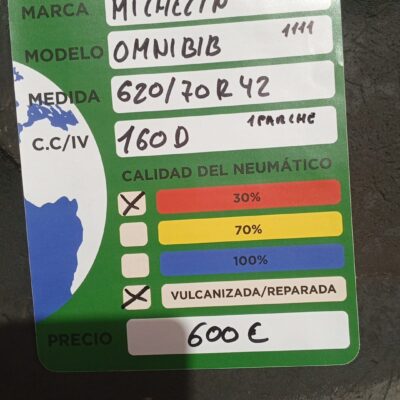 MARCA MICHELIN
MODELO OMNIBIB 1111
MEDIDA 620/70 R 42
C.C/IV 160D 1 PARCHE
CALIDAD DEL NEUMÁTICO
X 30%
70%
100%
X VULCANIZADA/REPARADA
PRECIO 600 €